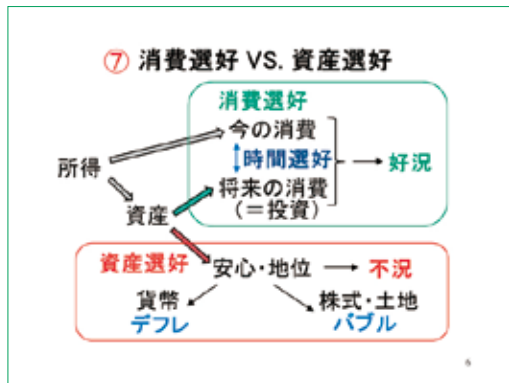 ⑦ 消費選好 VS. 資産選好
消費選好
今の消費
時間選好
好況
所得
将来の消費
(=投資)
資産
資産選好
安心・地位
不況
貨幣
株式・土地
デフレ
バブル
6